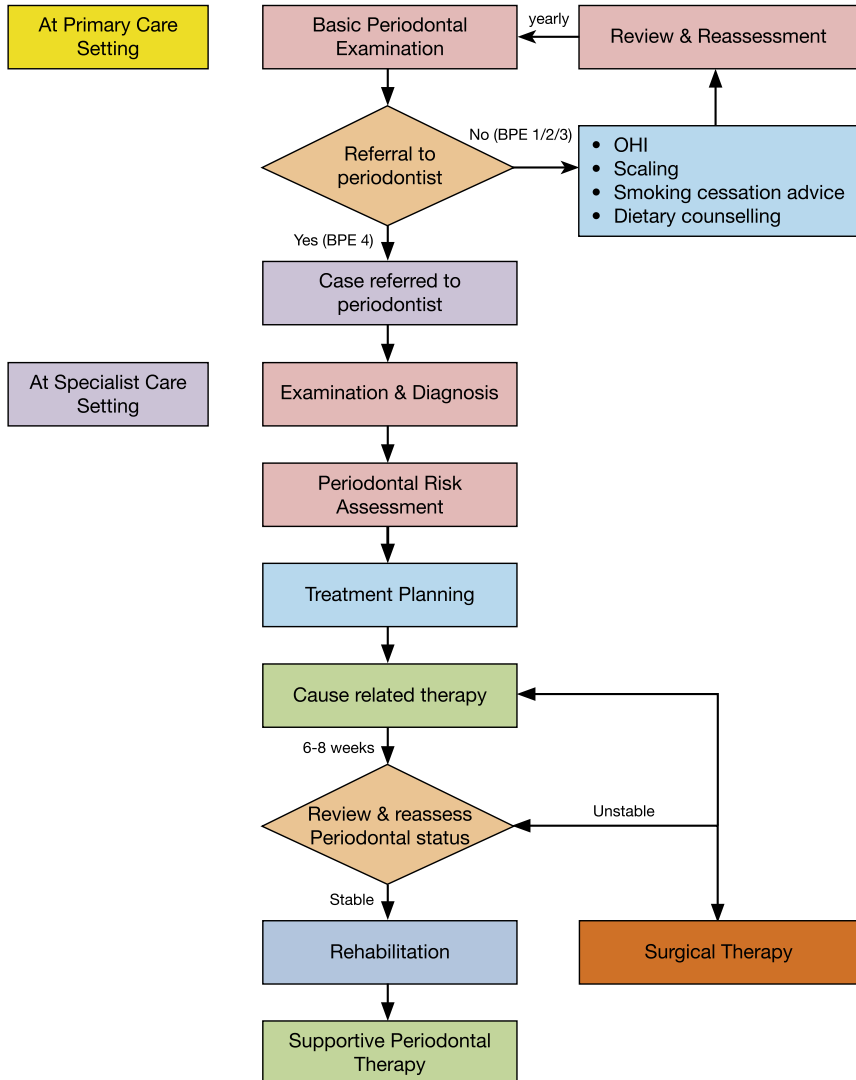 At Primary Care
Setting
Basic Periodontal
Examination
yearly
Review & Reassessment
Referral to
periodontist
No (BPE 1/2/3)
• OHI
• Scaling
• Smoking cessation advice
• Dietary counselling
Yes (BPE 4)
Case referred to
periodontist
At Specialist Care
Setting
Examination & Diagnosis
Periodontal Risk
Assessment
Treatment Planning
Cause related therapy
6-8 weeks
Review & reassess
Periodontal status
Unstable
Stable
Rehabilitation
Surgical Therapy
Supportive Periodontal
Therapy